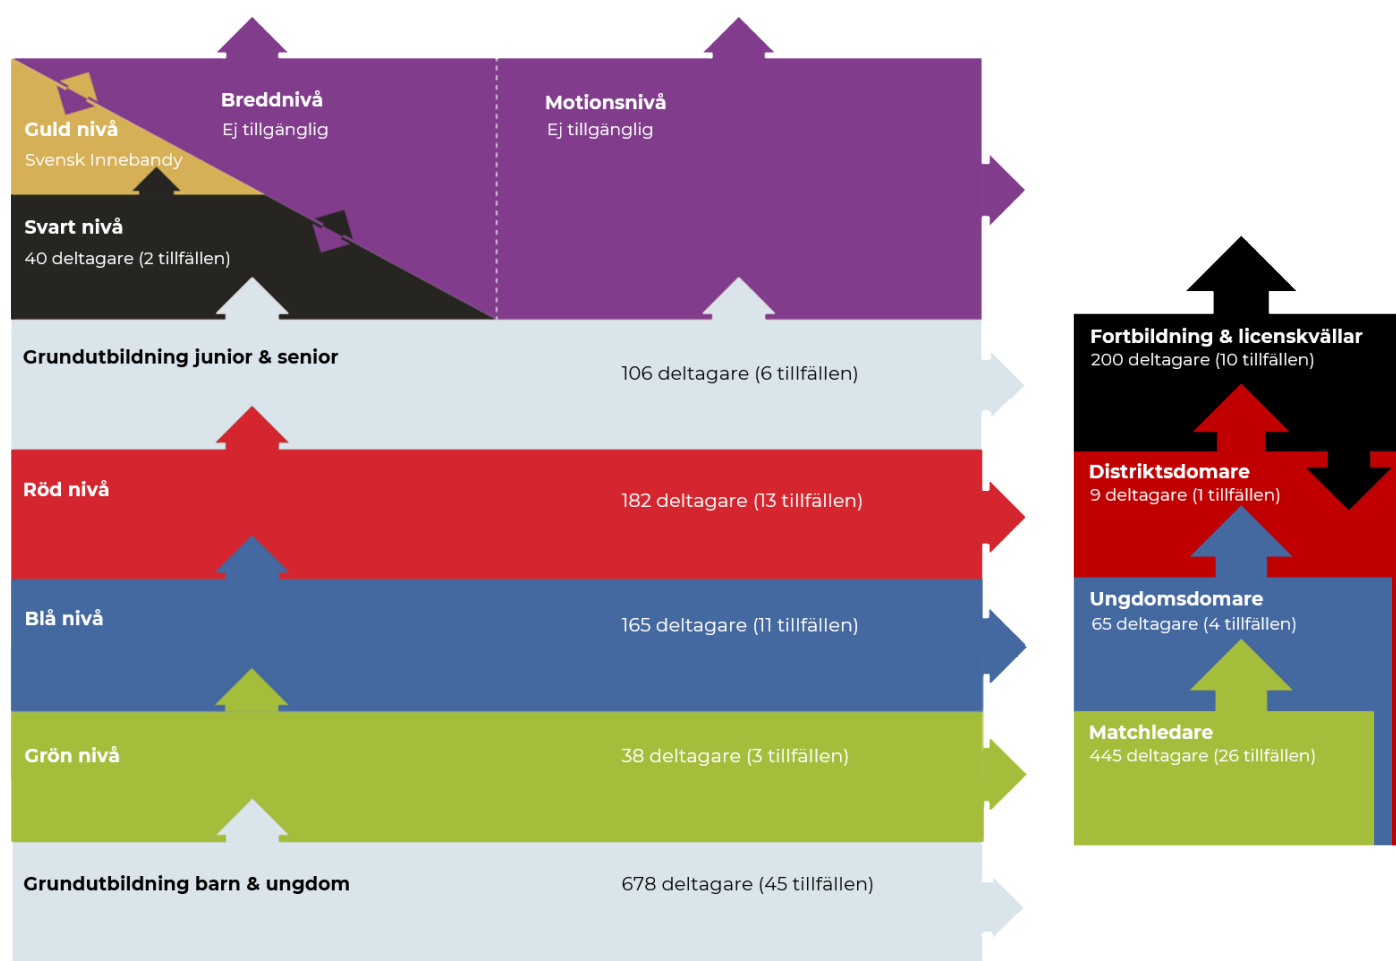 Breddnivå
Ej tillgänglig
Motionsnivå
Ej tillgänglig
Guld nivå
Svensk Innebandy
Svart nivå
40 deltagare (2 tillfällen)
Grundutbildning junior & senior
106 deltagare (6 tillfällen)
Röd nivå
182 deltagare (13 tillfällen)
Blå nivå
165 deltagare (11 tillfällen)
Grön nivå
38 deltagare (3 tillfällen)
Grundutbildning barn & ungdom
678 deltagare (45 tillfällen)
Fortbildning & licenskvällar
200 deltagare (10 tillfällen)
Distriktsdomare
9 deltagare (1 tillfällen)
Ungdomsdomare
65 deltagare (4 tillfällen)
Matchledare
445 deltagare (26 tillfällen)